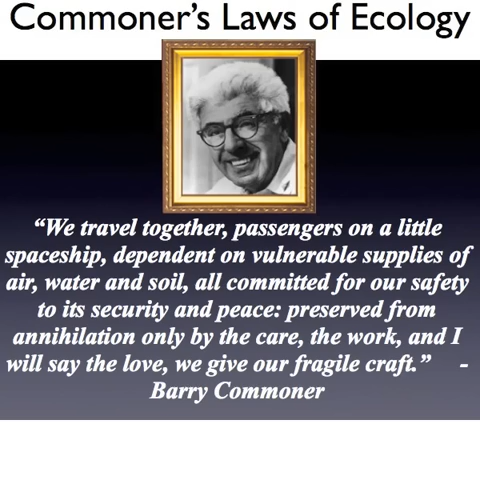 Commoner’s Laws of Ecology
“We travel together, passengers on a little
spaceship, dependent on vulnerable supplies of
air, water and soil, all committed for our safety
to its security and peace: preserved from
annihilation only by the care, the work, and I
will say the love, we give our fragile craft.” -
Barry Commoner